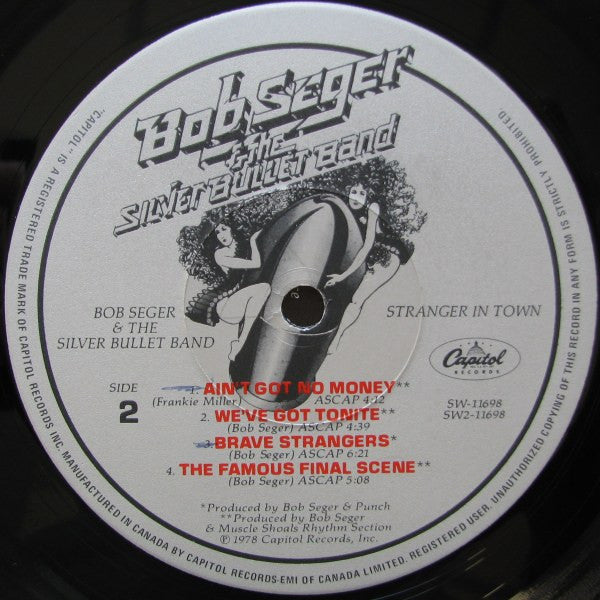 Bob Seger
& the
Silver Bullet Band
BOB SEGER
& THE
SILVER BULLET BAND
STRANGER IN TOWN
Capitol
RECORDS
SIDE
2
SW-11698
SW2-11698
1. AIN'T GOT NO MONEY**
(Frankie Miller) ASCAP 4:12
2. WE'VE GOT TONITE**
(Bob Seger) ASCAP 4:39
3. BRAVE STRANGERS*
(Bob Seger) ASCAP 6:21
4. THE FAMOUS FINAL SCENE**
(Bob Seger) ASCAP 5:08
*Produced by Bob Seger & Punch
**Produced by Bob Seger
& Muscle Shoals Rhythm Section
Ⓟ 1978 Capitol Records, Inc.
"CAPITOL" IS A REGISTERED TRADE MARK OF CAPITOL RECORDS INC. MANUFACTURED IN CANADA BY CAPITOL RECORDS-EMI OF CANADA LIMITED. REGISTERED USER. UNAUTHORIZED COPYING OF THIS RECORD IN ANY FORM IS STRICTLY PROHIBITED.